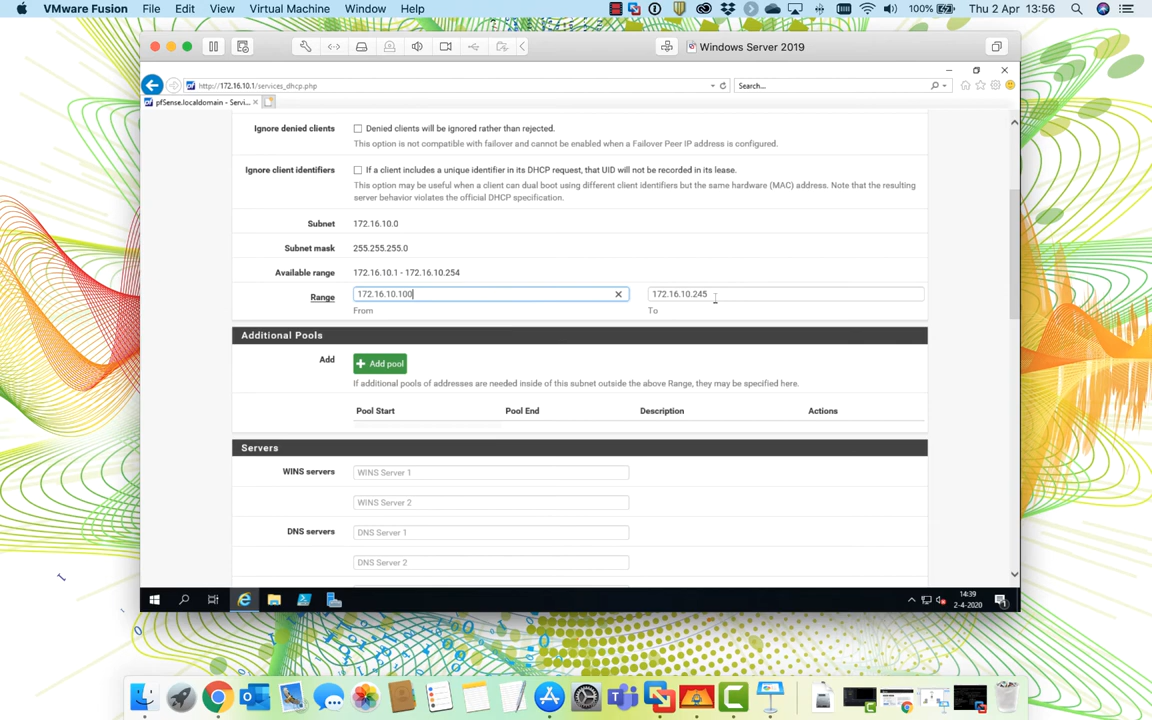 VMware Fusion File Edit View Virtual Machine Window Help 100% Thu 2 Apr 13:56
Windows Server 2019
http://172.16.10.1/services_dhcp.php Search...
pfSense.localdomain - Servi...
Ignore denied clients Denied clients will be ignored rather than rejected.
This option is not compatible with failover and cannot be enabled when a Failover Peer IP address is configured.
Ignore client identifiers If a client includes a unique identifier in its DHCP request, that UID will not be recorded in its lease.
This option may be useful when a client can dual boot using different client identifiers but the same hardware (MAC) address. Note that the resulting
server behavior violates the official DHCP specification.
Subnet 172.16.10.0
Subnet mask 255.255.255.0
Available range 172.16.10.1 - 172.16.10.254
Range 172.16.10.100 172.16.10.245
From To
Additional Pools
Add + Add pool
If additional pools of addresses are needed inside of this subnet outside the above Range, they may be specified here.
Pool Start Pool End Description Actions
Servers
WINS servers WINS Server 1
WINS Server 2
DNS servers DNS Server 1
DNS Server 2
14:39
2-4-2020